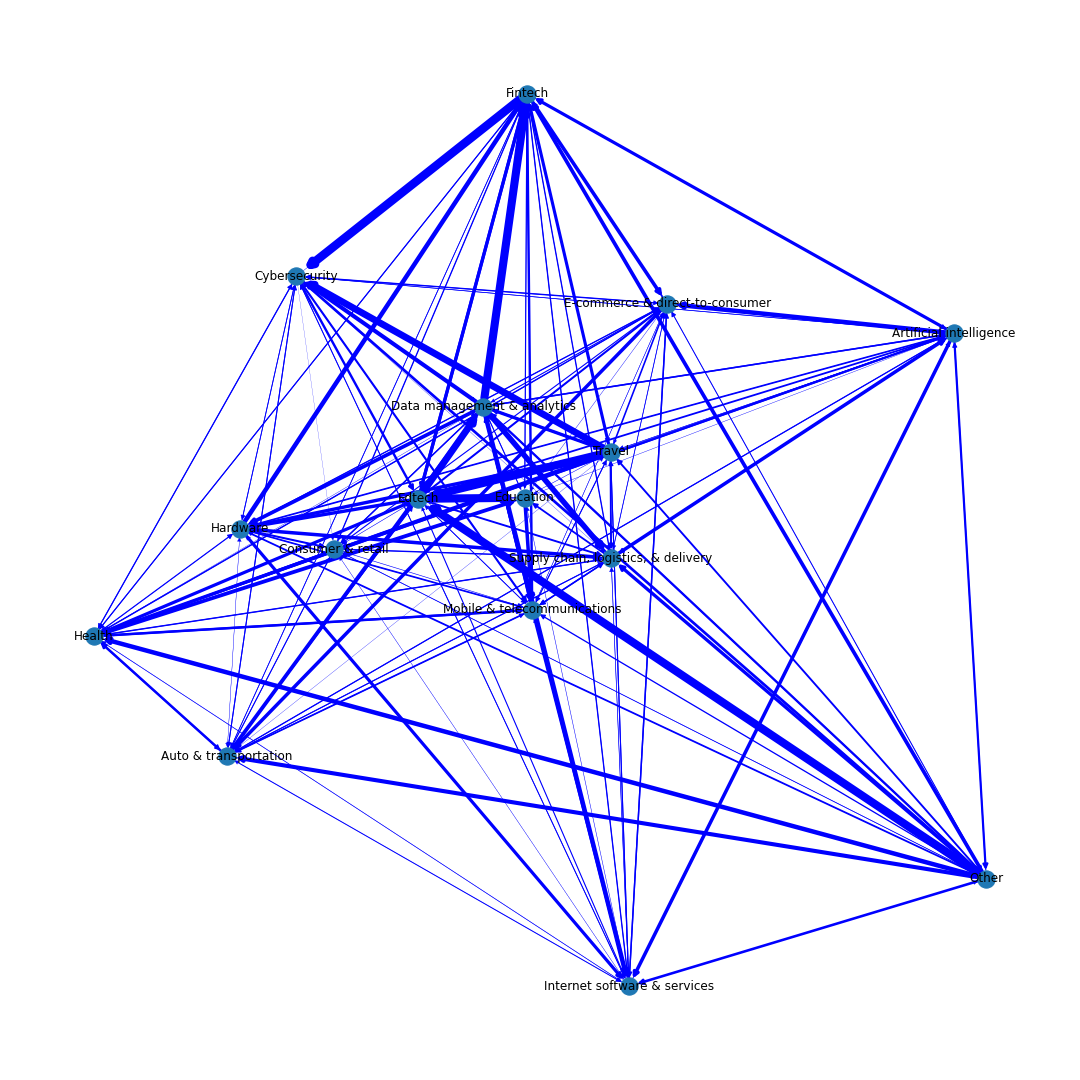 Fintech
Cybersecurity
E-commerce & direct-to-consumer
Artificial intelligence
Data management & analytics
Travel
Edtech
Education
Hardware
Consumer & retail
Supply chain, logistics, & delivery
Mobile & telecommunications
Health
Auto & transportation
Other
Internet software & services